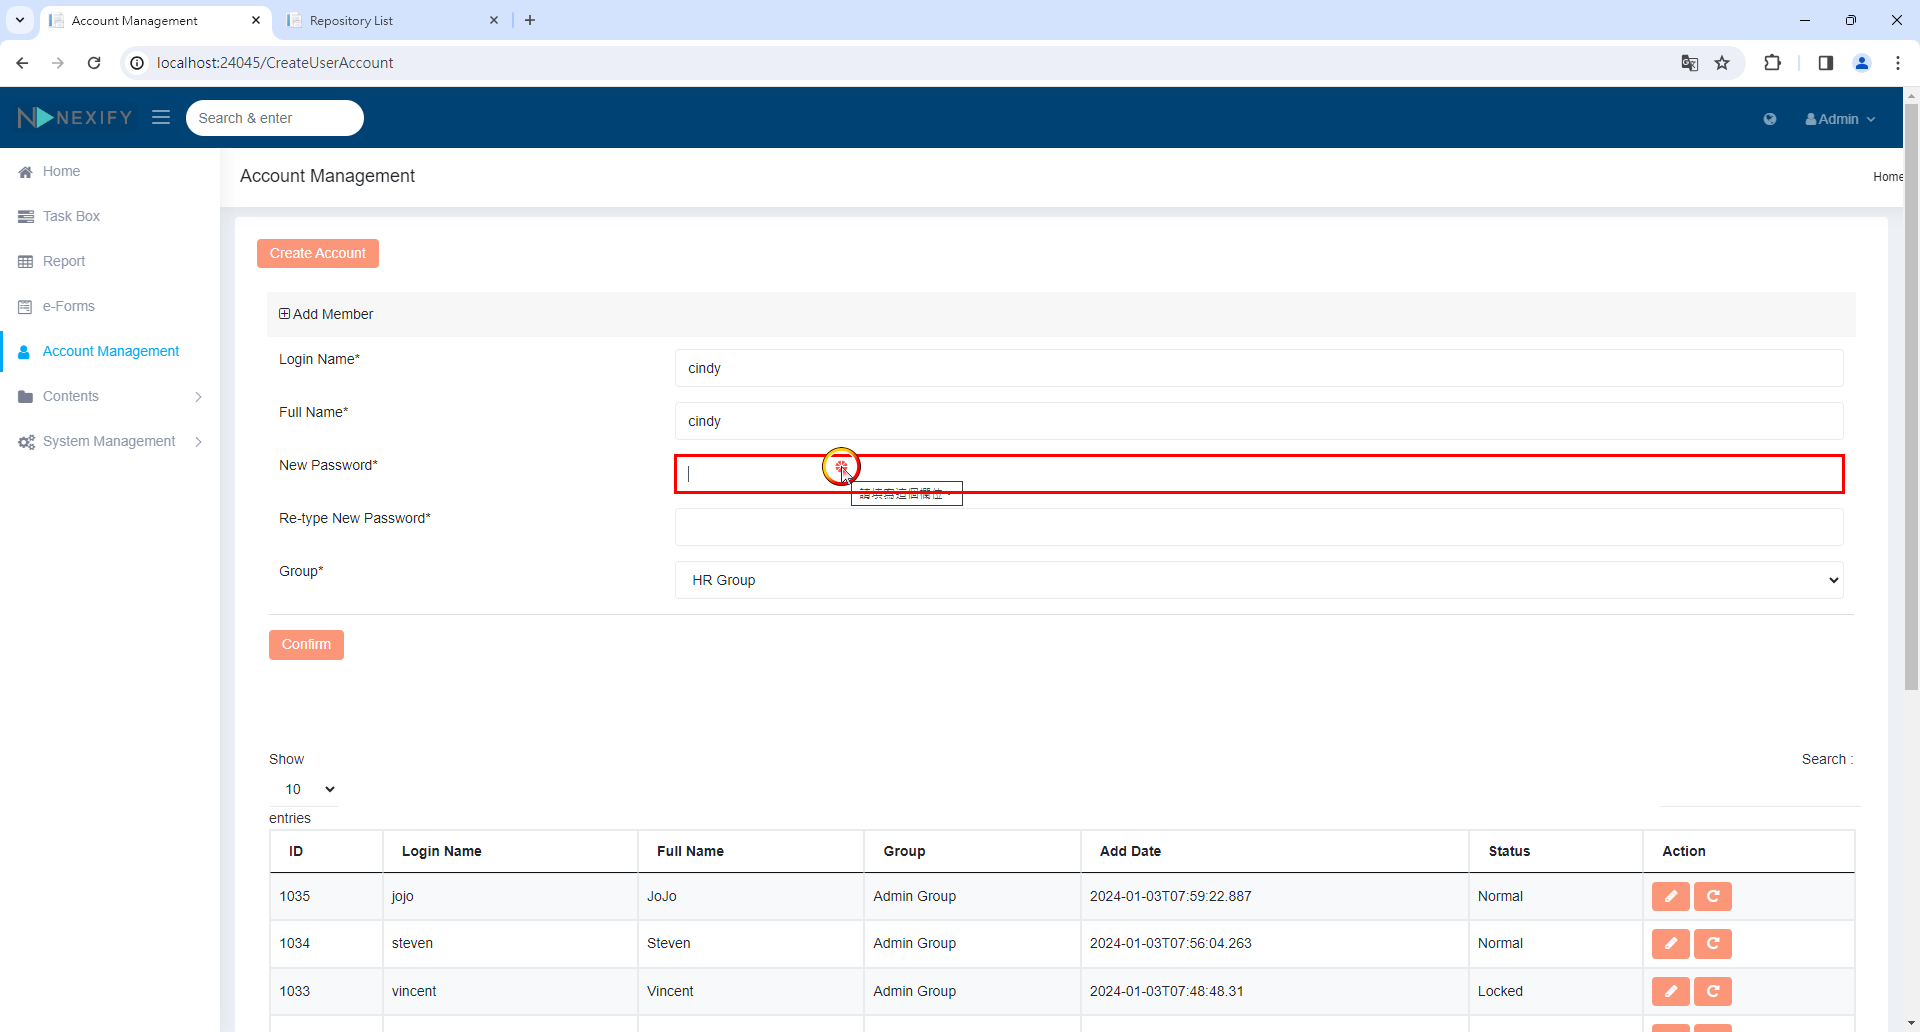 Account Management
Repository List
localhost:24045/CreateUserAccount
NEXIFY
Search & enter
Admin
Home
Task Box
Report
e-Forms
Account Management
Contents
System Management
Account Management
Home
Create Account
Add Member
Login Name*
cindy
Full Name*
cindy
New Password*
請填寫這個欄位。
Re-type New Password*
Group*
HR Group
Confirm
Show
10
entries
Search :
ID Login Name Full Name Group Add Date Status Action
1035 jojo JoJo Admin Group 2024-01-03T07:59:22.887 Normal
1034 steven Steven Admin Group 2024-01-03T07:56:04.263 Normal
1033 vincent Vincent Admin Group 2024-01-03T07:48:48.31 Locked